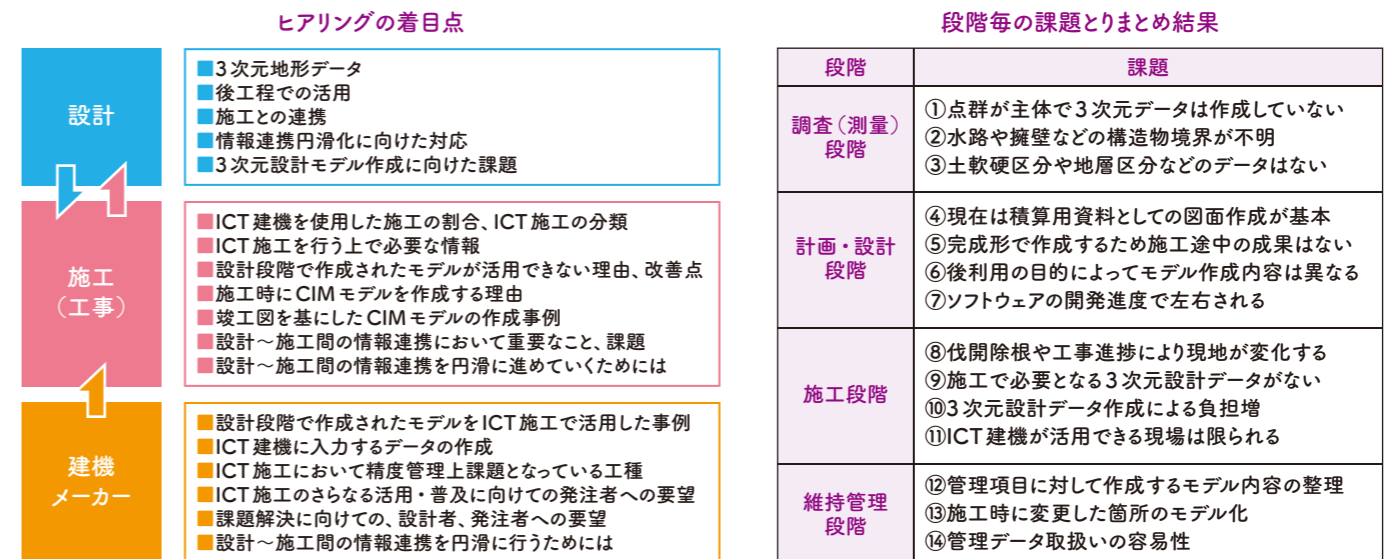 ヒアリングの着目点
設計
■3次元地形データ
■後工程での活用
■施工との連携
■情報連携円滑化に向けた対応
■3次元設計モデル作成に向けた課題
施工
（工事）
■ICT建機を使用した施工の割合、ICT施工の分類
■ICT施工を行う上で必要な情報
■設計段階で作成されたモデルが活用できない理由、改善点
■施工時にCIMモデルを作成する理由
■竣工図を基にしたCIMモデルの作成事例
■設計～施工間の情報連携において重要なこと、課題
■設計～施工間の情報連携を円滑に進めていくためには
建機
メーカー
■設計段階で作成されたモデルをICT施工で活用した事例
■ICT建機に入力するデータの作成
■ICT施工において精度管理上課題となっている工種
■ICT施工のさらなる活用・普及に向けての発注者への要望
■課題解決に向けての、設計者、発注者への要望
■設計～施工間の情報連携を円滑に行うためには
段階毎の課題とりまとめ結果
段階
課題
調査（測量）
段階
①点群が主体で3次元データは作成していない
②水路や擁壁などの構造物境界が不明
③土軟硬区分や地層区分などのデータはない
計画・設計
段階
④現在は積算用資料としての図面作成が基本
⑤完成形で作成するため施工途中の成果はない
⑥後利用の目的によってモデル作成内容は異なる
⑦ソフトウェアの開発進度で左右される
施工段階
⑧伐開除根や工事進捗により現地が変化する
⑨施工で必要となる3次元設計データがない
⑩3次元設計データ作成による負担増
⑪ICT建機が活用できる現場は限られる
維持管理
段階
⑫管理項目に対して作成するモデル内容の整理
⑬施工時に変更した箇所のモデル化
⑭管理データ取扱いの容易性